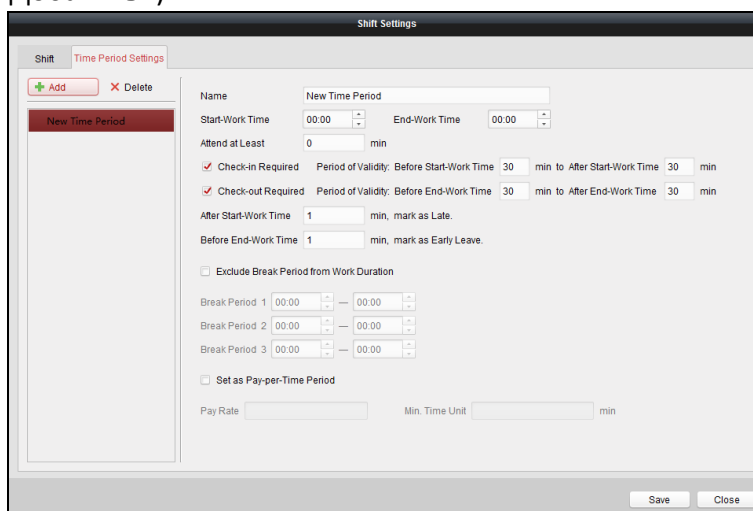 Shift Settings
Shift Time Period Settings
Add Delete
New Time Period
Name New Time Period
Start-Work Time 00:00 End-Work Time 00:00
Attend at Least 0 min
Check-in Required Period of Validity: Before Start-Work Time 30 min to After Start-Work Time 30 min
Check-out Required Period of Validity: Before End-Work Time 30 min to After End-Work Time 30 min
After Start-Work Time 1 min, mark as Late.
Before End-Work Time 1 min, mark as Early Leave.
Exclude Break Period from Work Duration
Break Period 1 00:00 — 00:00
Break Period 2 00:00 — 00:00
Break Period 3 00:00 — 00:00
Set as Pay-per-Time Period
Pay Rate Min. Time Unit min
Save Close